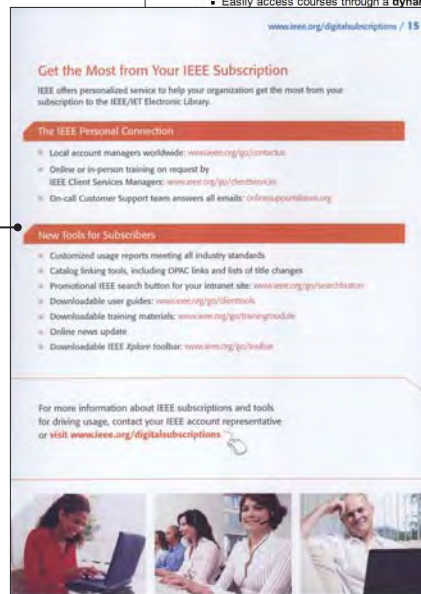 Easily access courses through a dynam
www.ieee.org/digitalsubscriptions / 15
Get the Most from Your IEEE Subscription
IEEE offers personalized service to help your organization get the most from your
subscription to the IEEE/IET Electronic Library.
The IEEE Personal Connection
Local account managers worldwide: www.ieee.org/go/contactus
Online or in-person training on request by
IEEE Client Services Managers: www.ieee.org/go/clientservices
On-call Customer Support team answers all emails: onlinesupport@ieee.org
New Tools for Subscribers
Customized usage reports meeting all industry standards
Catalog linking tools, including OPAC links and lists of title changes
Promotional IEEE search button for your intranet site: www.ieee.org/go/searchbutton
Downloadable user guides: www.ieee.org/go/clienttools
Downloadable training materials: www.ieee.org/go/trainingmodule
Online news update
Downloadable IEEE Xplore toolbar: www.ieee.org/go/toolbar
For more information about IEEE subscriptions and tools
for driving usage, contact your IEEE account representative
or visit www.ieee.org/digitalsubscriptions